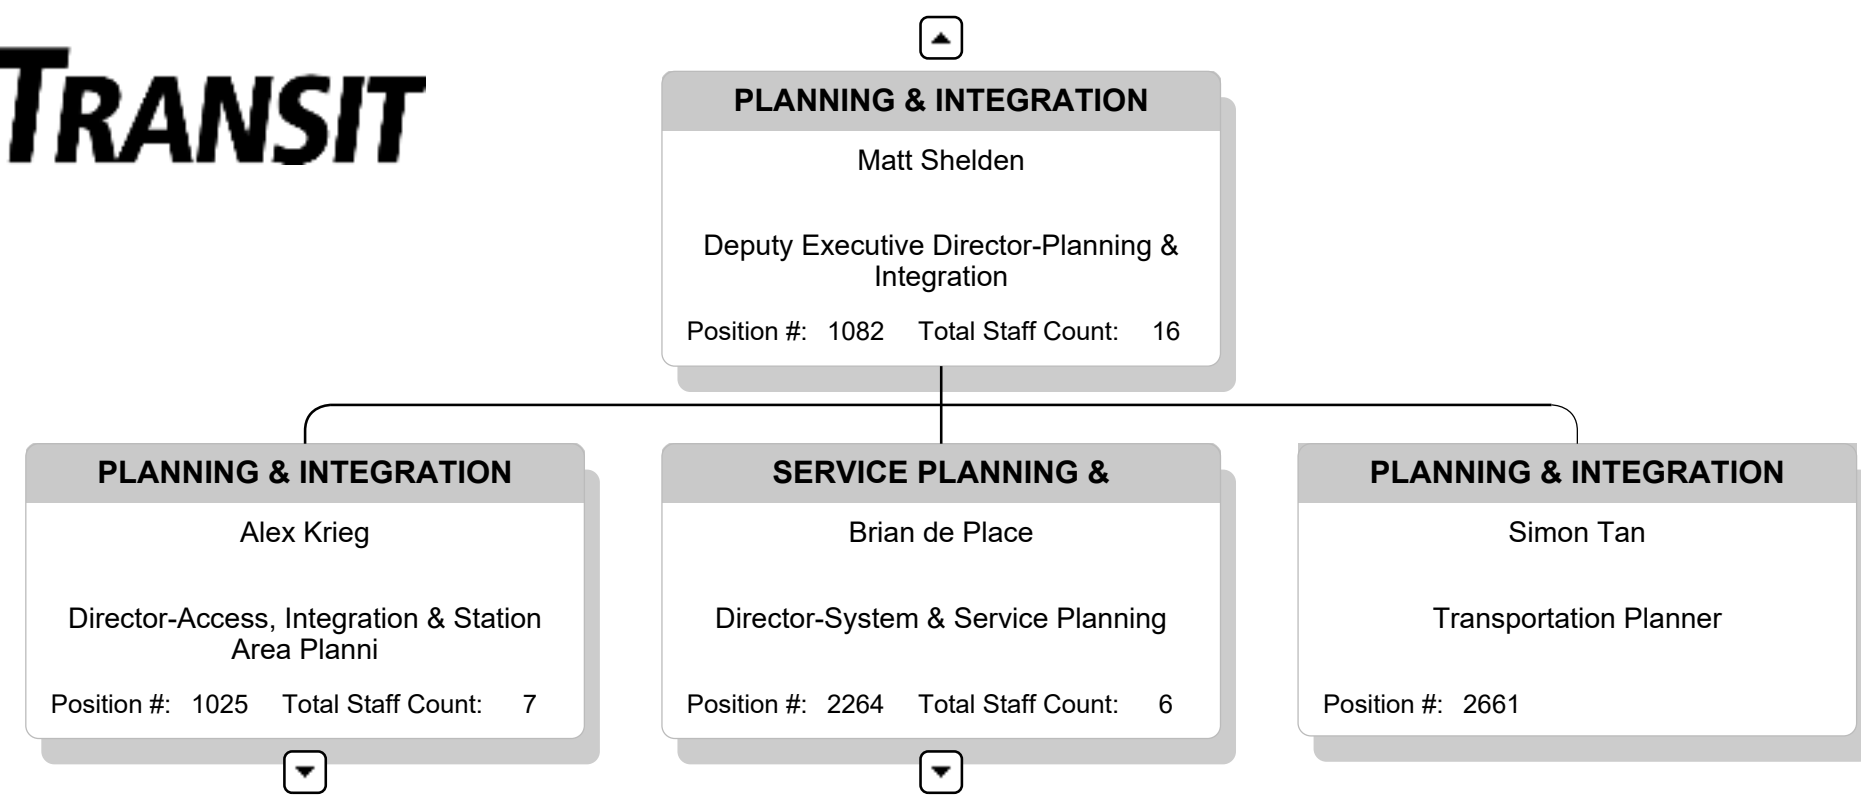 TRANSIT
PLANNING & INTEGRATION
Matt Shelden
Deputy Executive Director-Planning &
Integration
Position #: 1082 Total Staff Count: 16
PLANNING & INTEGRATION
Alex Krieg
Director-Access, Integration & Station
Area Planni
Position #: 1025 Total Staff Count: 7
SERVICE PLANNING &
Brian de Place
Director-System & Service Planning
Position #: 2264 Total Staff Count: 6
PLANNING & INTEGRATION
Simon Tan
Transportation Planner
Position #: 2661